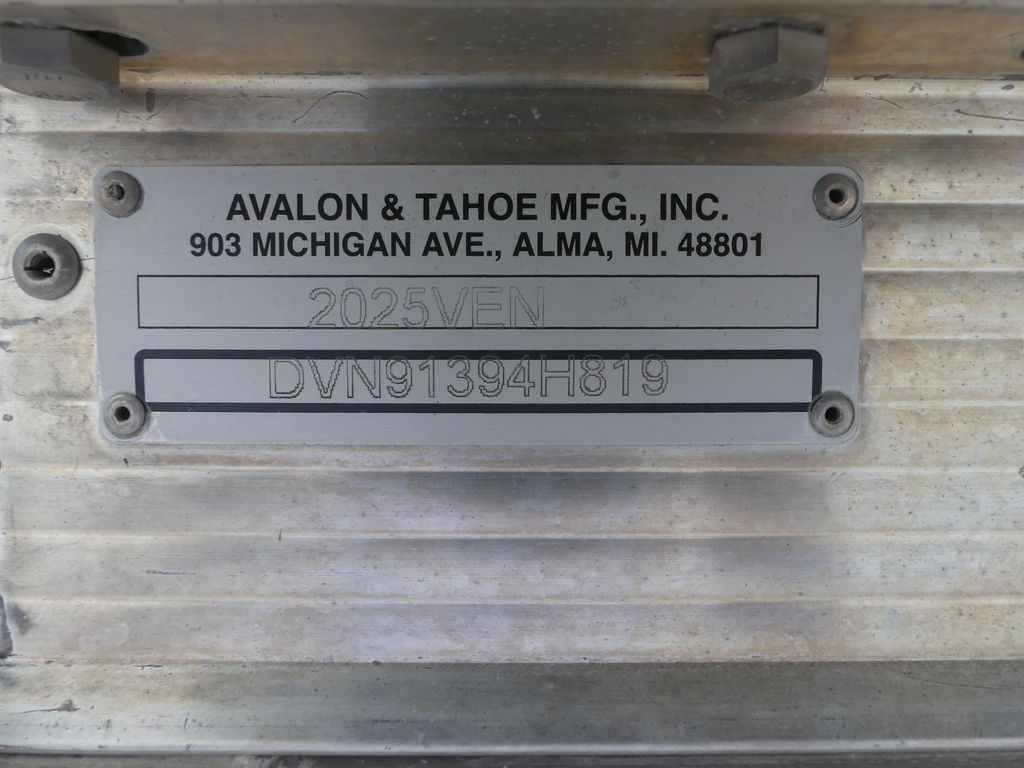 AVALON & TAHOE MFG., INC.
903 MICHIGAN AVE., ALMA, MI. 48801
2025VEN
DVN91394H819